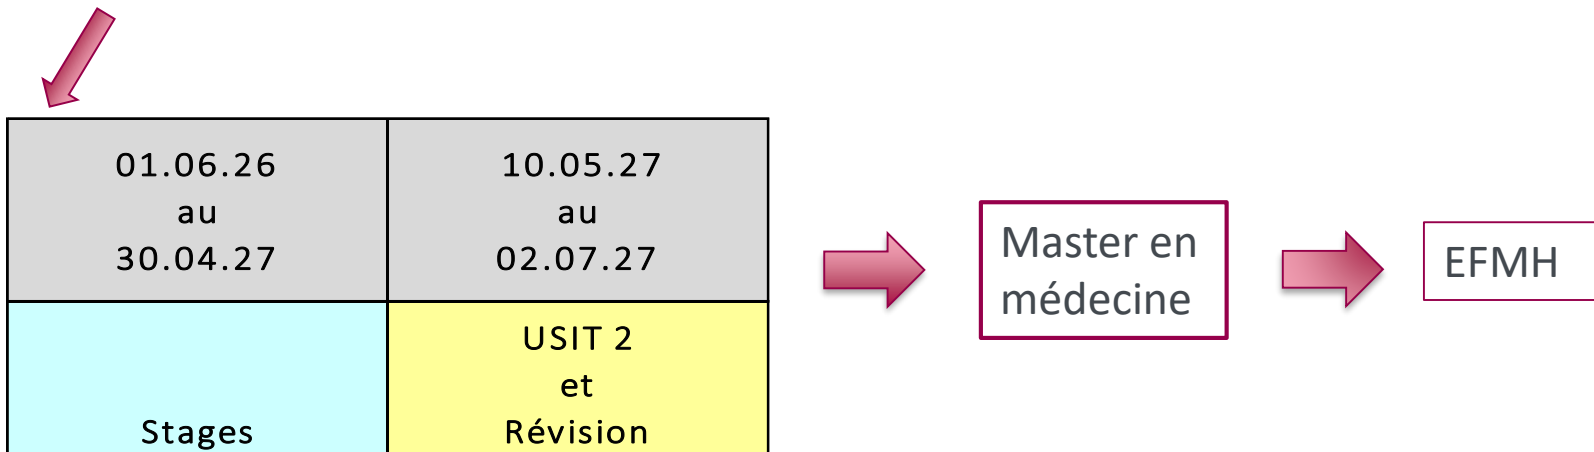 01.06.26
au
30.04.27
10.05.27
au
02.07.27
Stages
USIT 2
et
Révision
Master en
médecine
EFMH